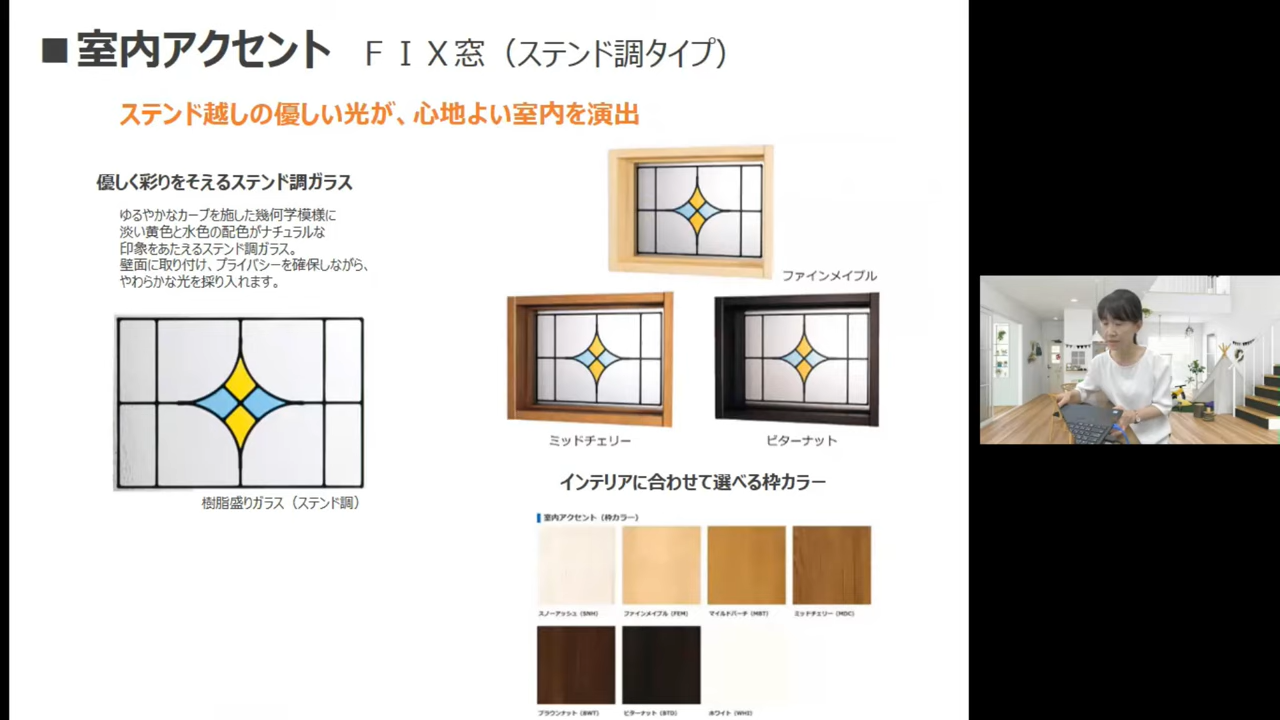 ■室内アクセント ＦＩＸ窓（ステンド調タイプ）
ステンド越しの優しい光が、心地よい室内を演出
優しく彩りをそえるステンド調ガラス
ゆるやかなカーブを施した幾何学模様に
淡い黄色と水色の配色がナチュラルな
印象をあたえるステンド調ガラス。
壁面に取り付け、プライバシーを確保しながら、
やわらかな光を採り入れます。
樹脂盛りガラス（ステンド調）
ファインメイプル
ミッドチェリー
ビターナット
インテリアに合わせて選べる枠カラー
室内アクセント（枠カラー）
スノーアッシュ（SNH）
ファインメイプル（FEM）
マイルドバーチ（MBT）
ミッドチェリー（MDC）
ブラウンナット（BWT）
ビターナット（BTD）
ホワイト（WHI）